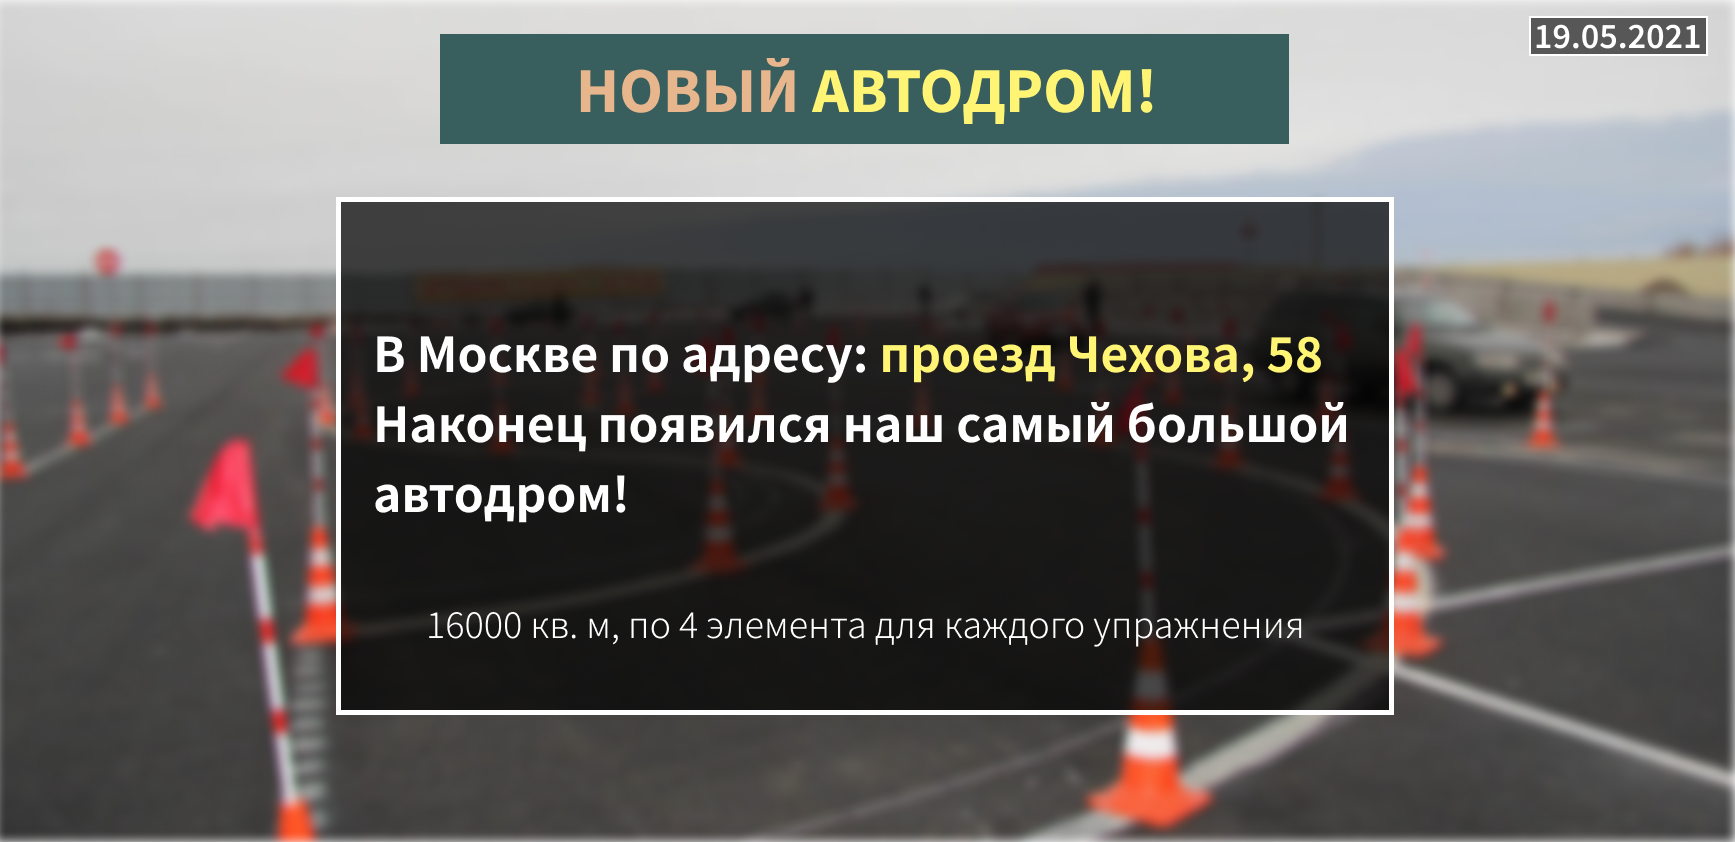 19.05.2021
НОВЫЙ АВТОДРОМ!
В Москве по адресу: проезд Чехова, 58
Наконец появился наш самый большой
автодром!
16000 кв. м, по 4 элемента для каждого упражнения